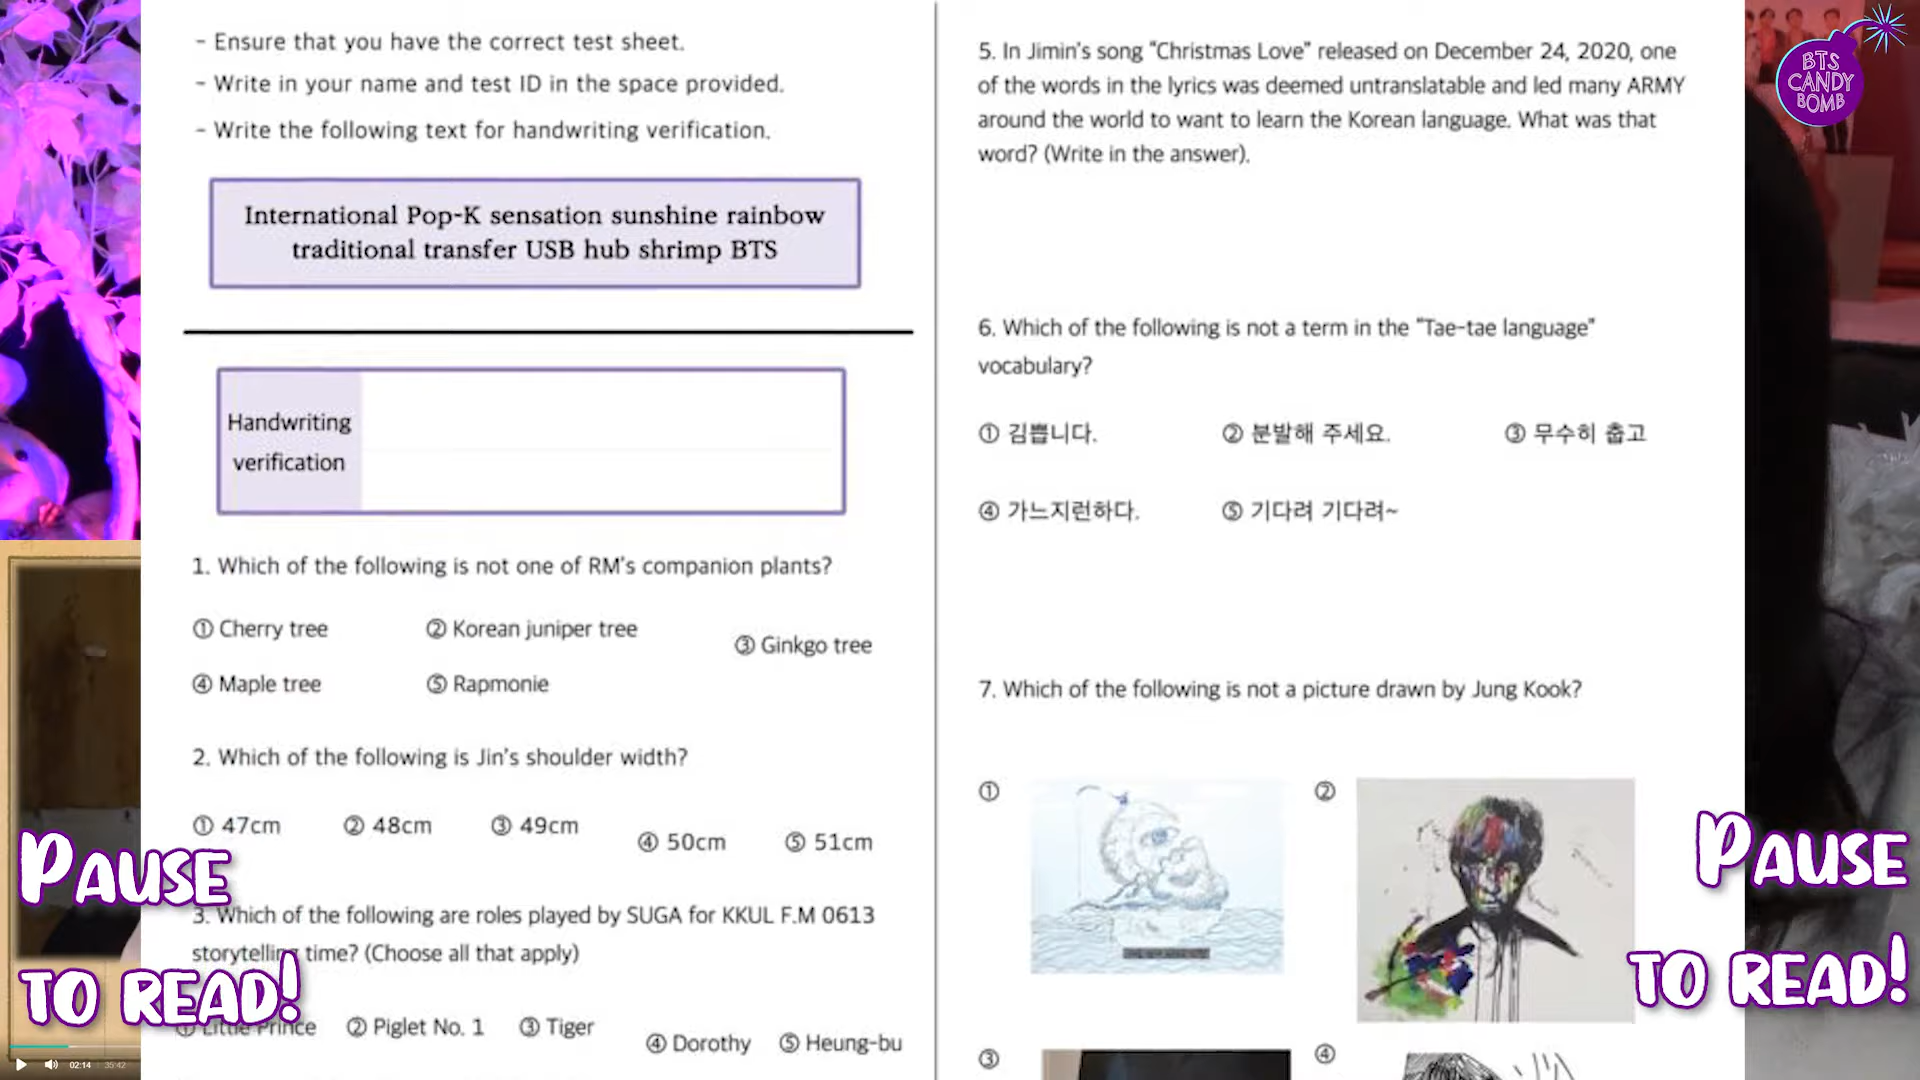 - Ensure that you have the correct test sheet.
- Write in your name and test ID in the space provided.
- Write the following text for handwriting verification.
International Pop-K sensation sunshine rainbow
traditional transfer USB hub shrimp BTS
Handwriting
verification
1. Which of the following is not one of RM's companion plants?
① Cherry tree ② Korean juniper tree ③ Ginkgo tree
④ Maple tree ⑤ Rapmonie
2. Which of the following is Jin's shoulder width?
① 47cm ② 48cm ③ 49cm ④ 50cm ⑤ 51cm
3. Which of the following are roles played by SUGA for KKUL F.M 0613
storytelling time? (Choose all that apply)
① Little Prince ② Piglet No. 1 ③ Tiger ④ Dorothy ⑤ Heung-bu
5. In Jimin's song "Christmas Love" released on December 24, 2020, one
of the words in the lyrics was deemed untranslatable and led many ARMY
around the world to want to learn the Korean language. What was that
word? (Write in the answer).
6. Which of the following is not a term in the "Tae-tae language"
vocabulary?
① 김쁩니다. ② 분발해 주세요. ③ 무수히 춥고
④ 가느지런하다. ⑤ 기다려 기다려~
7. Which of the following is not a picture drawn by Jung Kook?
① ②
③ ④
PAUSE
TO READ!
PAUSE
TO READ!
BTS
CANDY
BOMB
02:14 35:42